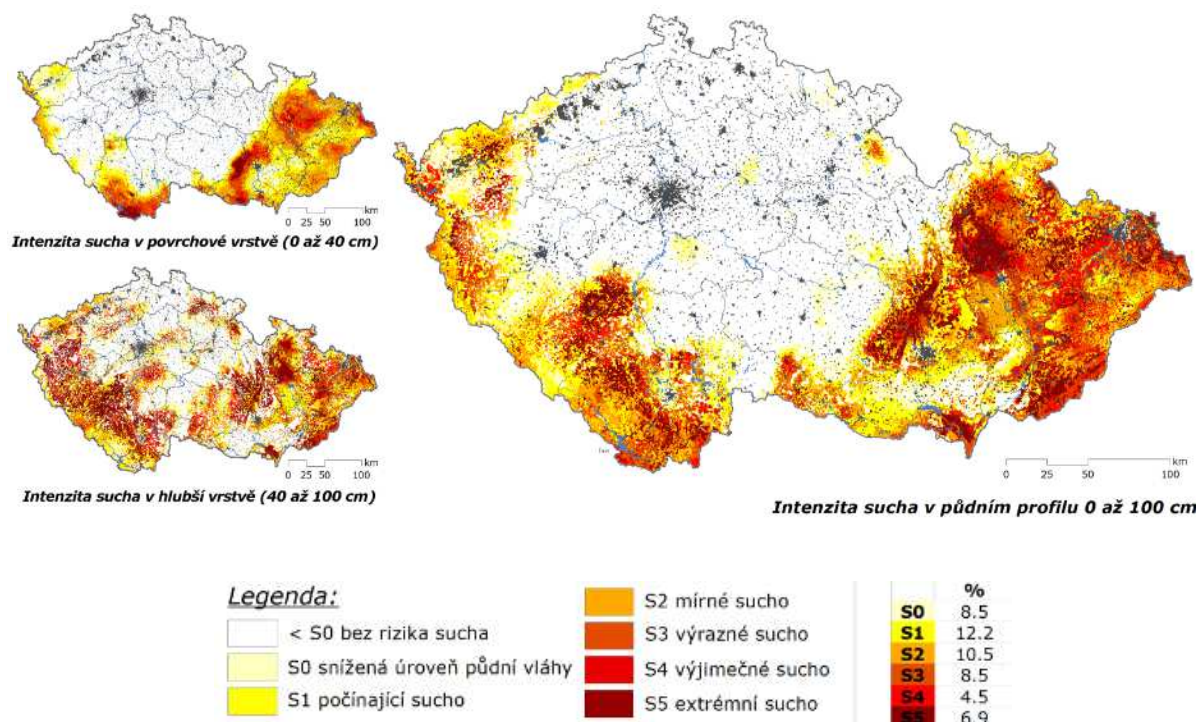 km
0 25 50 100
Intenzita sucha v povrchové vrstvě (0 až 40 cm)
km
0 25 50 100
Intenzita sucha v hlubší vrstvě (40 až 100 cm)
km
0 25 50 100
Intenzita sucha v půdním profilu 0 až 100 cm
Legenda:
< S0 bez rizika sucha
S0 snížená úroveň půdní vláhy
S1 počínající sucho
S2 mírné sucho
S3 výrazné sucho
S4 výjimečné sucho
S5 extrémní sucho
%
S0 8.5
S1 12.2
S2 10.5
S3 8.5
S4 4.5
S5 6.9